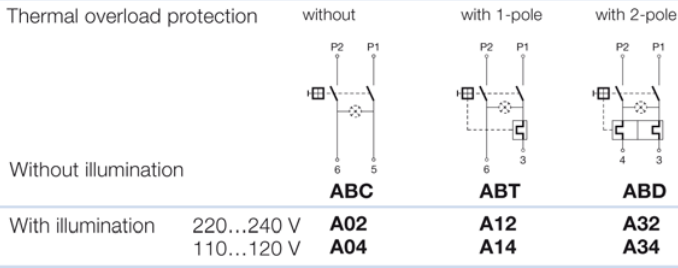 Thermal overload protection without with 1-pole with 2-pole
P2 P1 P2 P1 P2 P1
6 5 6 3 4 3
Without illumination
ABC ABT ABD
With illumination 220...240 V A02 A12 A32
110...120 V A04 A14 A34